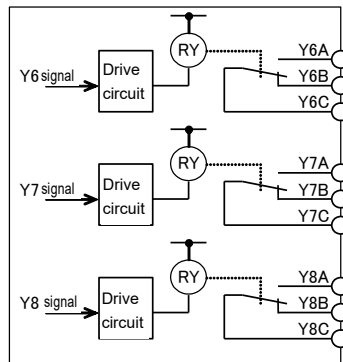 RY
Y6A
Y6 signal
Drive
circuit
Y6B
Y6C
RY
Y7A
Y7 signal
Drive
circuit
Y7B
Y7C
RY
Y8A
Y8 signal
Drive
circuit
Y8B
Y8C